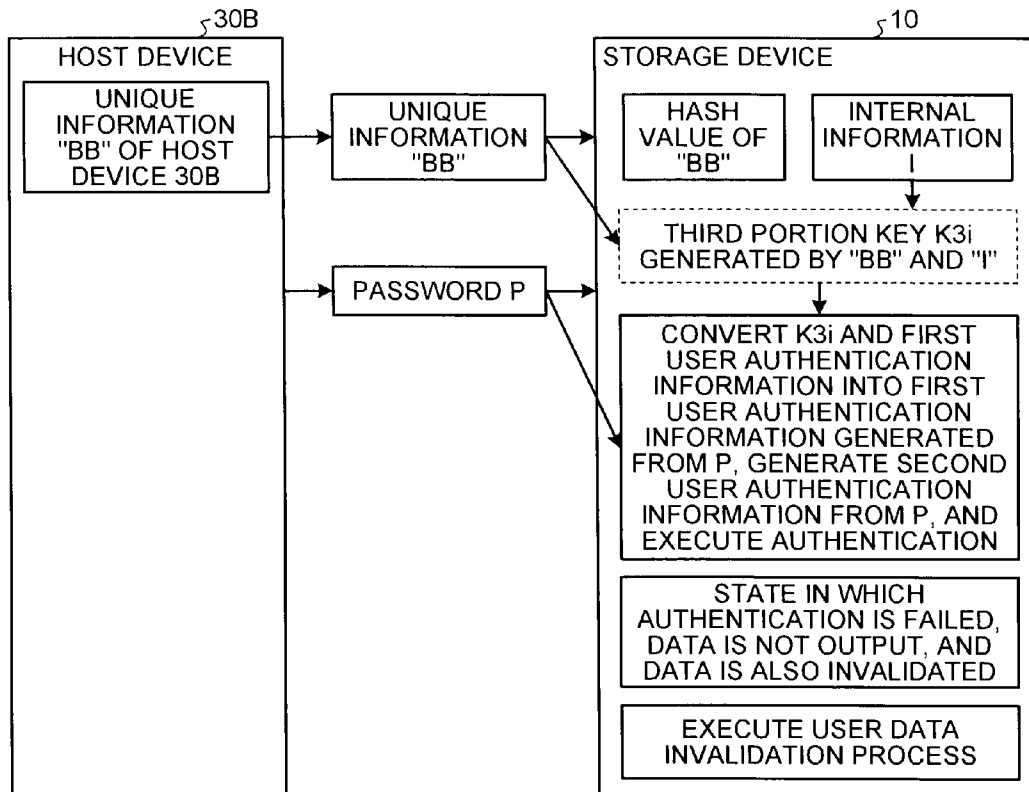 30B
HOST DEVICE
UNIQUE
INFORMATION
"BB" OF HOST
DEVICE 30B
UNIQUE
INFORMATION
"BB"
PASSWORD P
10
STORAGE DEVICE
HASH
VALUE OF
"BB"
INTERNAL
INFORMATION
I
THIRD PORTION KEY K3i
GENERATED BY "BB" AND "I"
CONVERT K3i AND FIRST
USER AUTHENTICATION
INFORMATION INTO FIRST
USER AUTHENTICATION
INFORMATION GENERATED
FROM P, GENERATE SECOND
USER AUTHENTICATION
INFORMATION FROM P, AND
EXECUTE AUTHENTICATION
STATE IN WHICH
AUTHENTICATION IS FAILED,
DATA IS NOT OUTPUT, AND
DATA IS ALSO INVALIDATED
EXECUTE USER DATA
INVALIDATION PROCESS